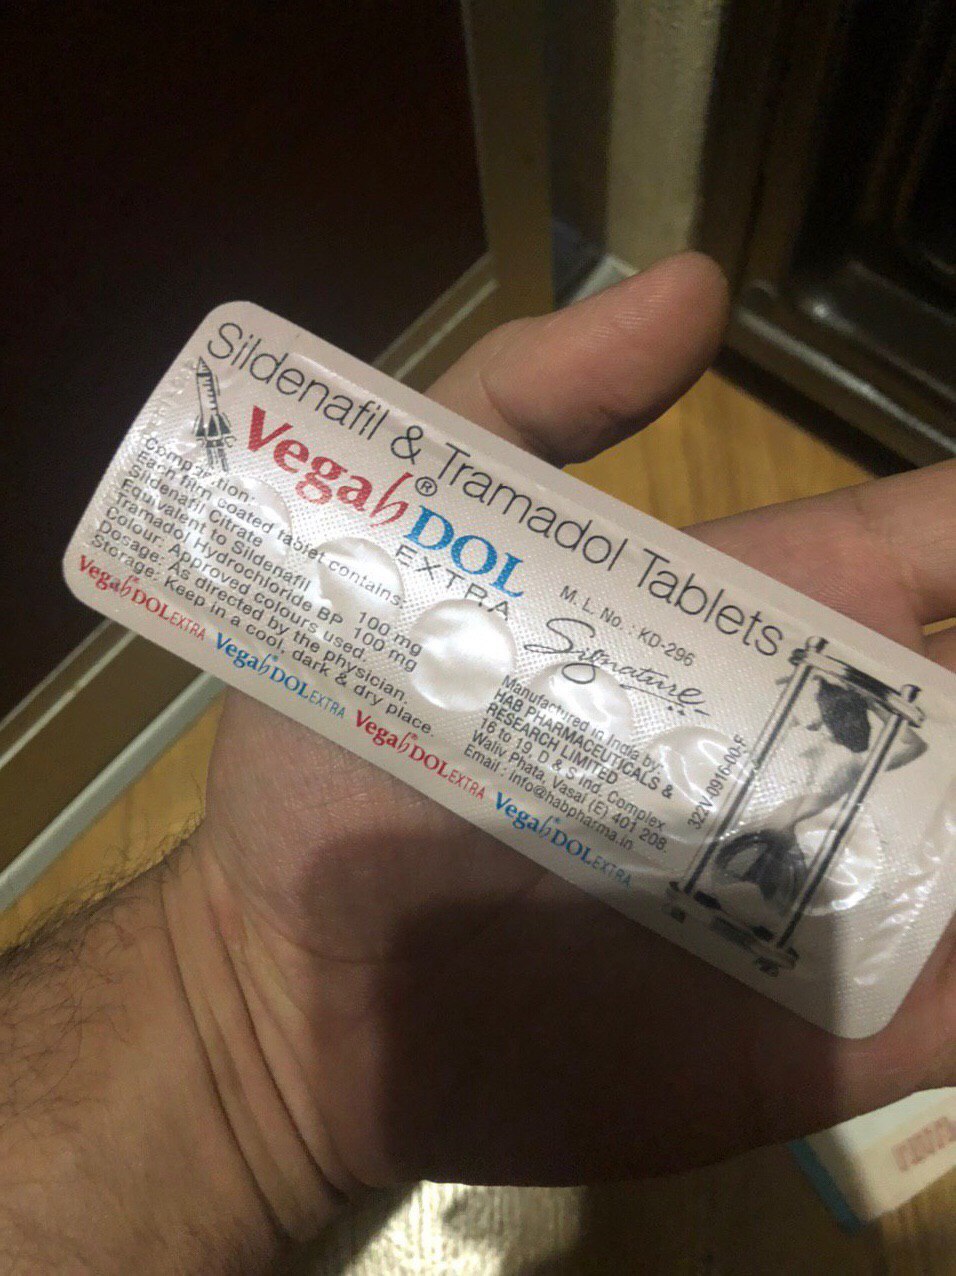 Sildenafil & Tramadol Tablets
Vegah® DOL
EXTRA
M. L. No.: KD-296
Signature
Composition:
Each film coated tablet contains:
Sildenafil Citrate
Equivalent to Sildenafil 100 mg
Tramadol Hydrochloride BP 100 mg
Colour: Approved colours used.
Dosage: As directed by the physician.
Storage: Keep in a cool, dark & dry place.
Manufactured in India by:
HAB PHARMACEUTICALS &
RESEARCH LIMITED
16 to 19, D & S Ind. Complex
Waliv Phata, Vasai (E) 401 208.
Email: info@habpharma.in
VegahDOLEXTRA VegahDOLEXTRA VegahDOLEXTRA VegahDOLEXTRA